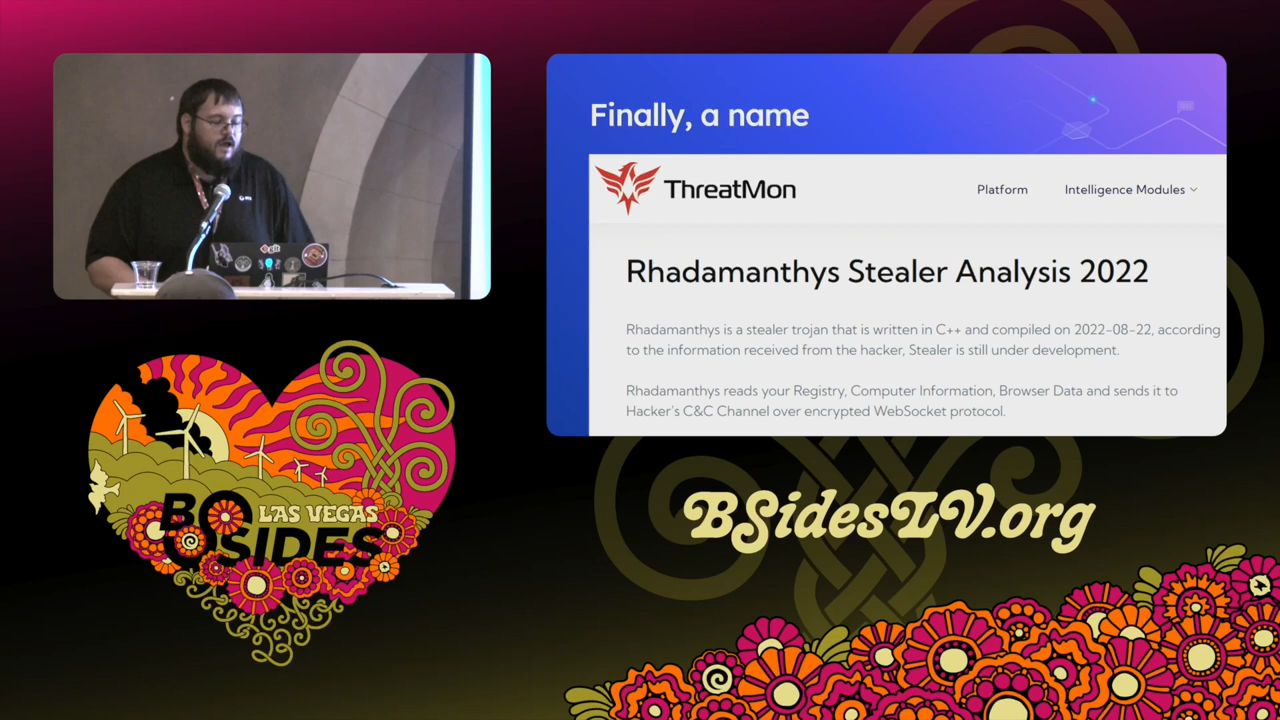 Finally, a name
ThreatMon
Platform
Intelligence Modules
Rhadamanthys Stealer Analysis 2022
Rhadamanthys is a stealer trojan that is written in C++ and compiled on 2022-08-22, according
to the information received from the hacker, Stealer is still under development.
Rhadamanthys reads your Registry, Computer Information, Browser Data and sends it to
Hacker's C&C Channel over encrypted WebSocket protocol.
git
LAS VEGAS
BSIDES
23
BSidesLV.org